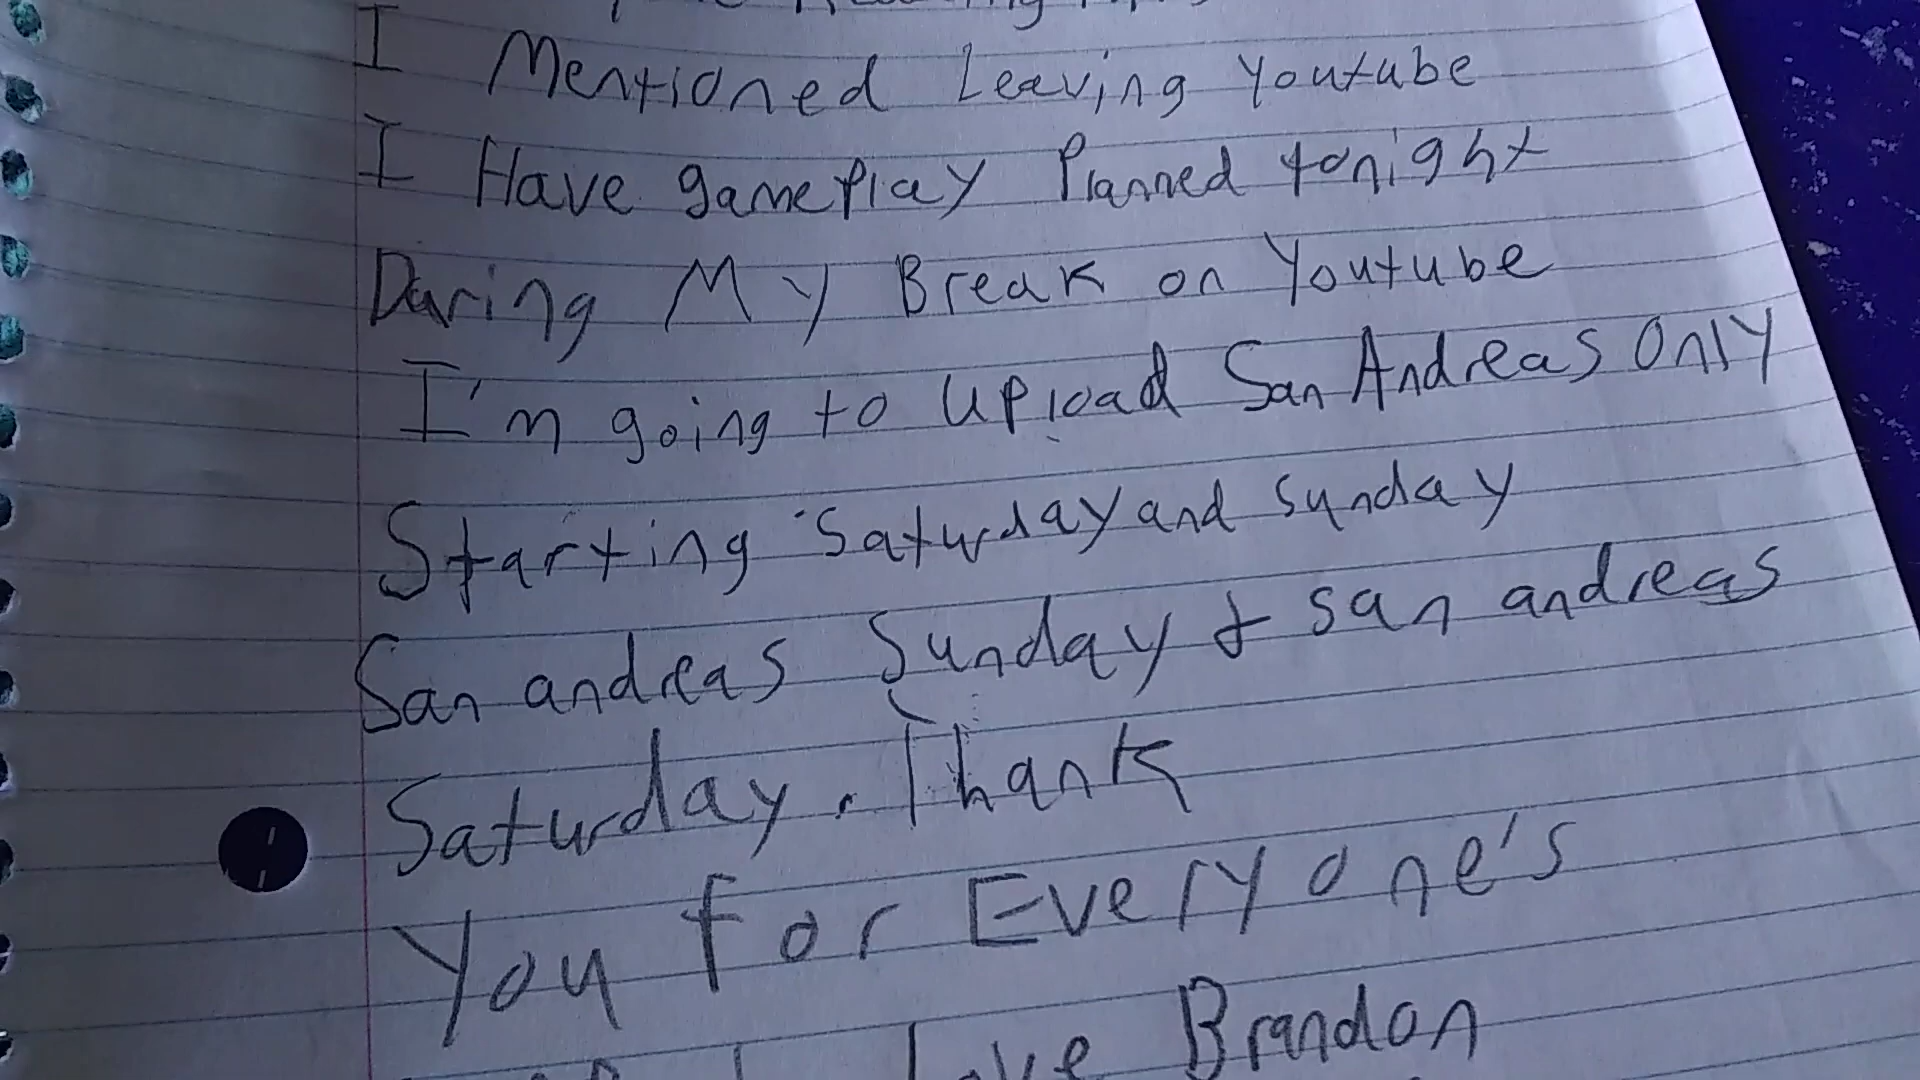 I Mentioned Leaving Youtube
I Have gameplay Planned tonight
During My Break on Youtube
I'm going to upload San Andreas Only
Starting Saturday and Sunday
San andreas Sunday & san andreas
Saturday. Thank
You for Everyone's
Love Brandon